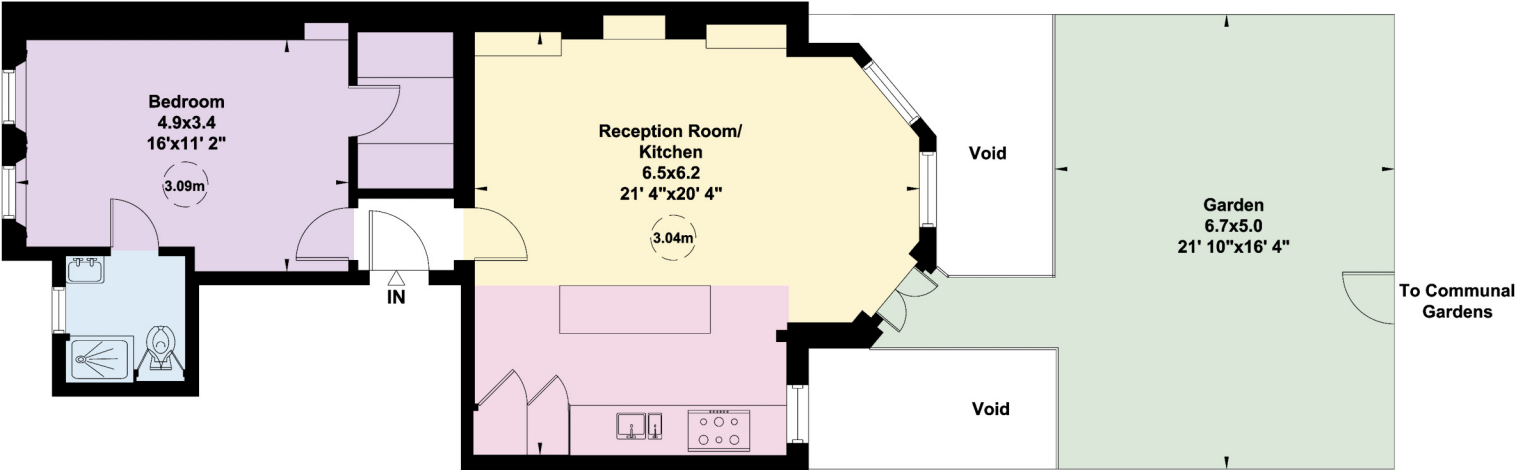 Bedroom
4.9x3.4
16'x11' 2"
3.09m
IN
Reception Room/
Kitchen
6.5x6.2
21' 4"x20' 4"
3.04m
Void
Void
Garden
6.7x5.0
21' 10"x16' 4"
To Communal
Gardens